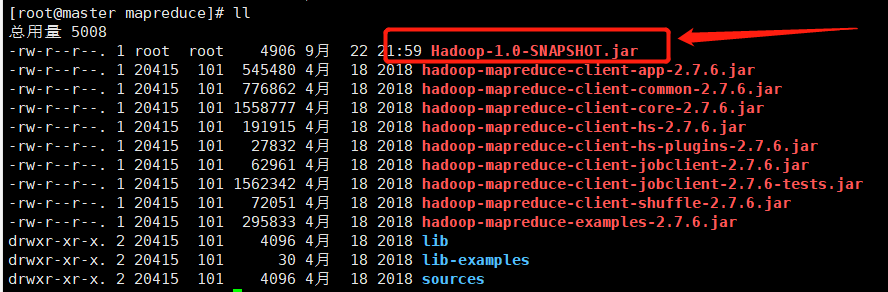 [root@master mapreduce]# ll
总用量 5008
-rw-r--r--. 1 root  root    4906 9月  22 21:59 Hadoop-1.0-SNAPSHOT.jar
-rw-r--r--. 1 20415  101  545480 4月  18 2018 hadoop-mapreduce-client-app-2.7.6.jar
-rw-r--r--. 1 20415  101  776862 4月  18 2018 hadoop-mapreduce-client-common-2.7.6.jar
-rw-r--r--. 1 20415  101 1558777 4月  18 2018 hadoop-mapreduce-client-core-2.7.6.jar
-rw-r--r--. 1 20415  101  191915 4月  18 2018 hadoop-mapreduce-client-hs-2.7.6.jar
-rw-r--r--. 1 20415  101   27832 4月  18 2018 hadoop-mapreduce-client-hs-plugins-2.7.6.jar
-rw-r--r--. 1 20415  101   62961 4月  18 2018 hadoop-mapreduce-client-jobclient-2.7.6.jar
-rw-r--r--. 1 20415  101 1562342 4月  18 2018 hadoop-mapreduce-client-jobclient-2.7.6-tests.jar
-rw-r--r--. 1 20415  101   72051 4月  18 2018 hadoop-mapreduce-client-shuffle-2.7.6.jar
-rw-r--r--. 1 20415  101  295833 4月  18 2018 hadoop-mapreduce-examples-2.7.6.jar
drwxr-xr-x. 2 20415  101    4096 4月  18 2018 lib
drwxr-xr-x. 2 20415  101      30 4月  18 2018 lib-examples
drwxr-xr-x. 2 20415  101    4096 4月  18 2018 sources